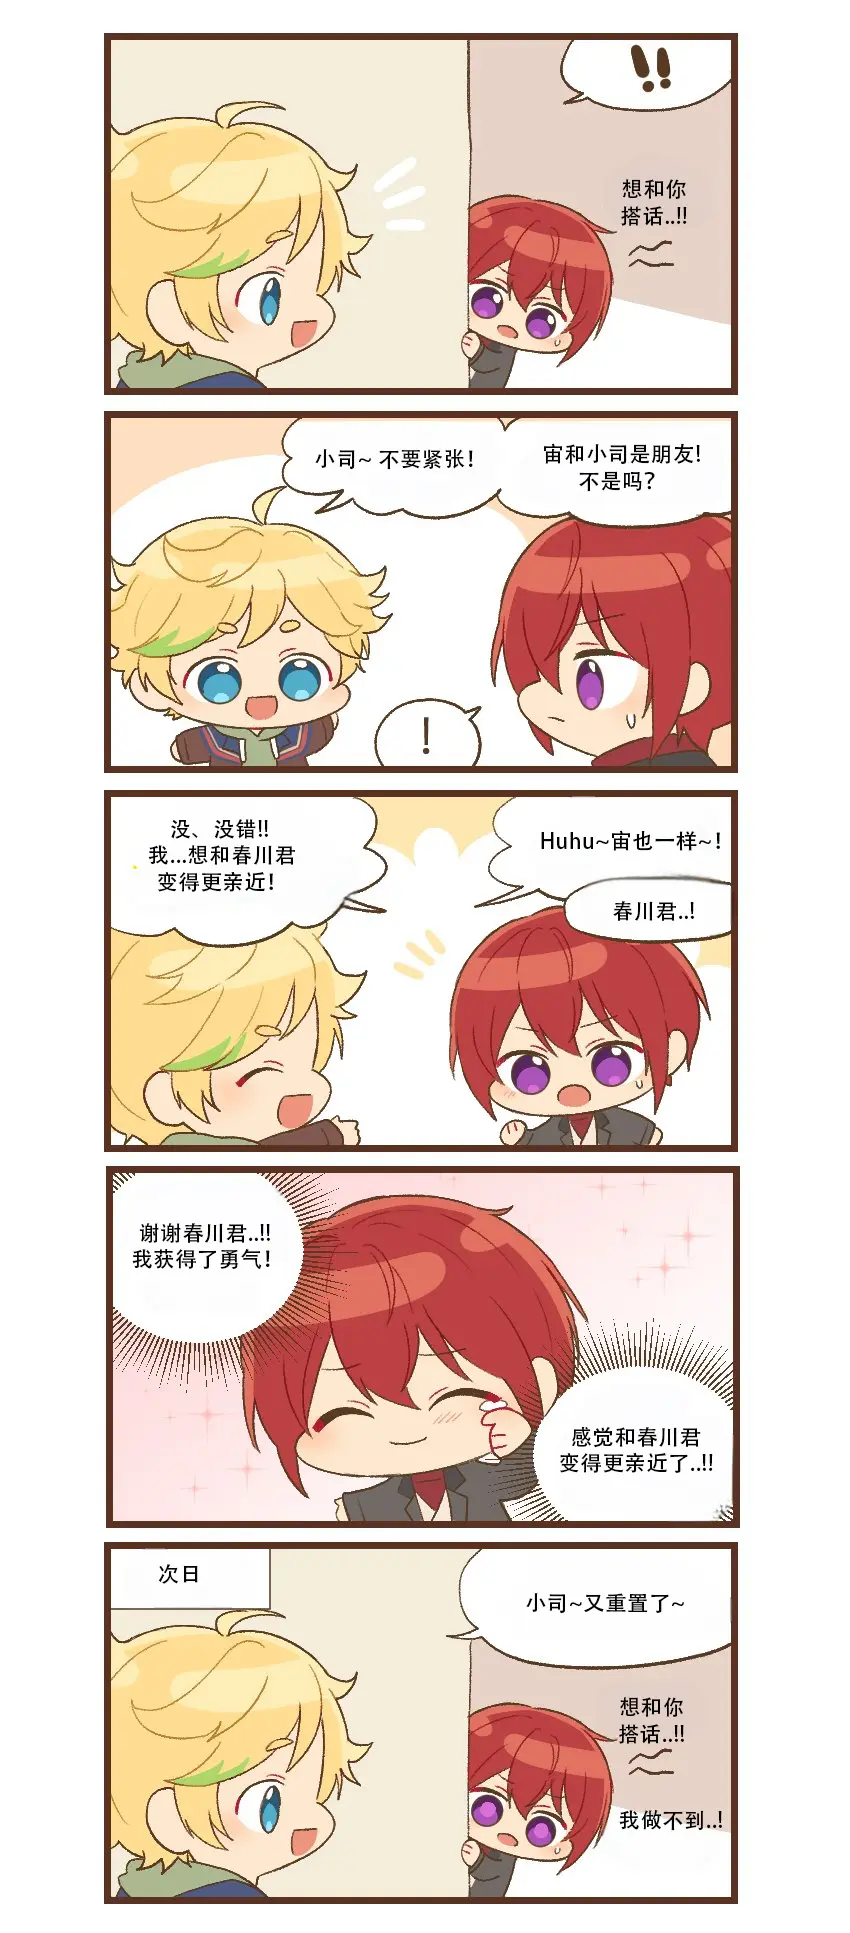 !!
想和你
搭话..!!
小司~ 不要紧张!
宙和小司是朋友!
不是吗?
!
没、没错!!
我...想和春川君
变得更亲近!
Huhu~宙也一样~!
春川君..!
谢谢春川君..!!
我获得了勇气!
感觉和春川君
变得更亲近了..!!
次日
小司~又重置了~
想和你
搭话..!!
我做不到..!